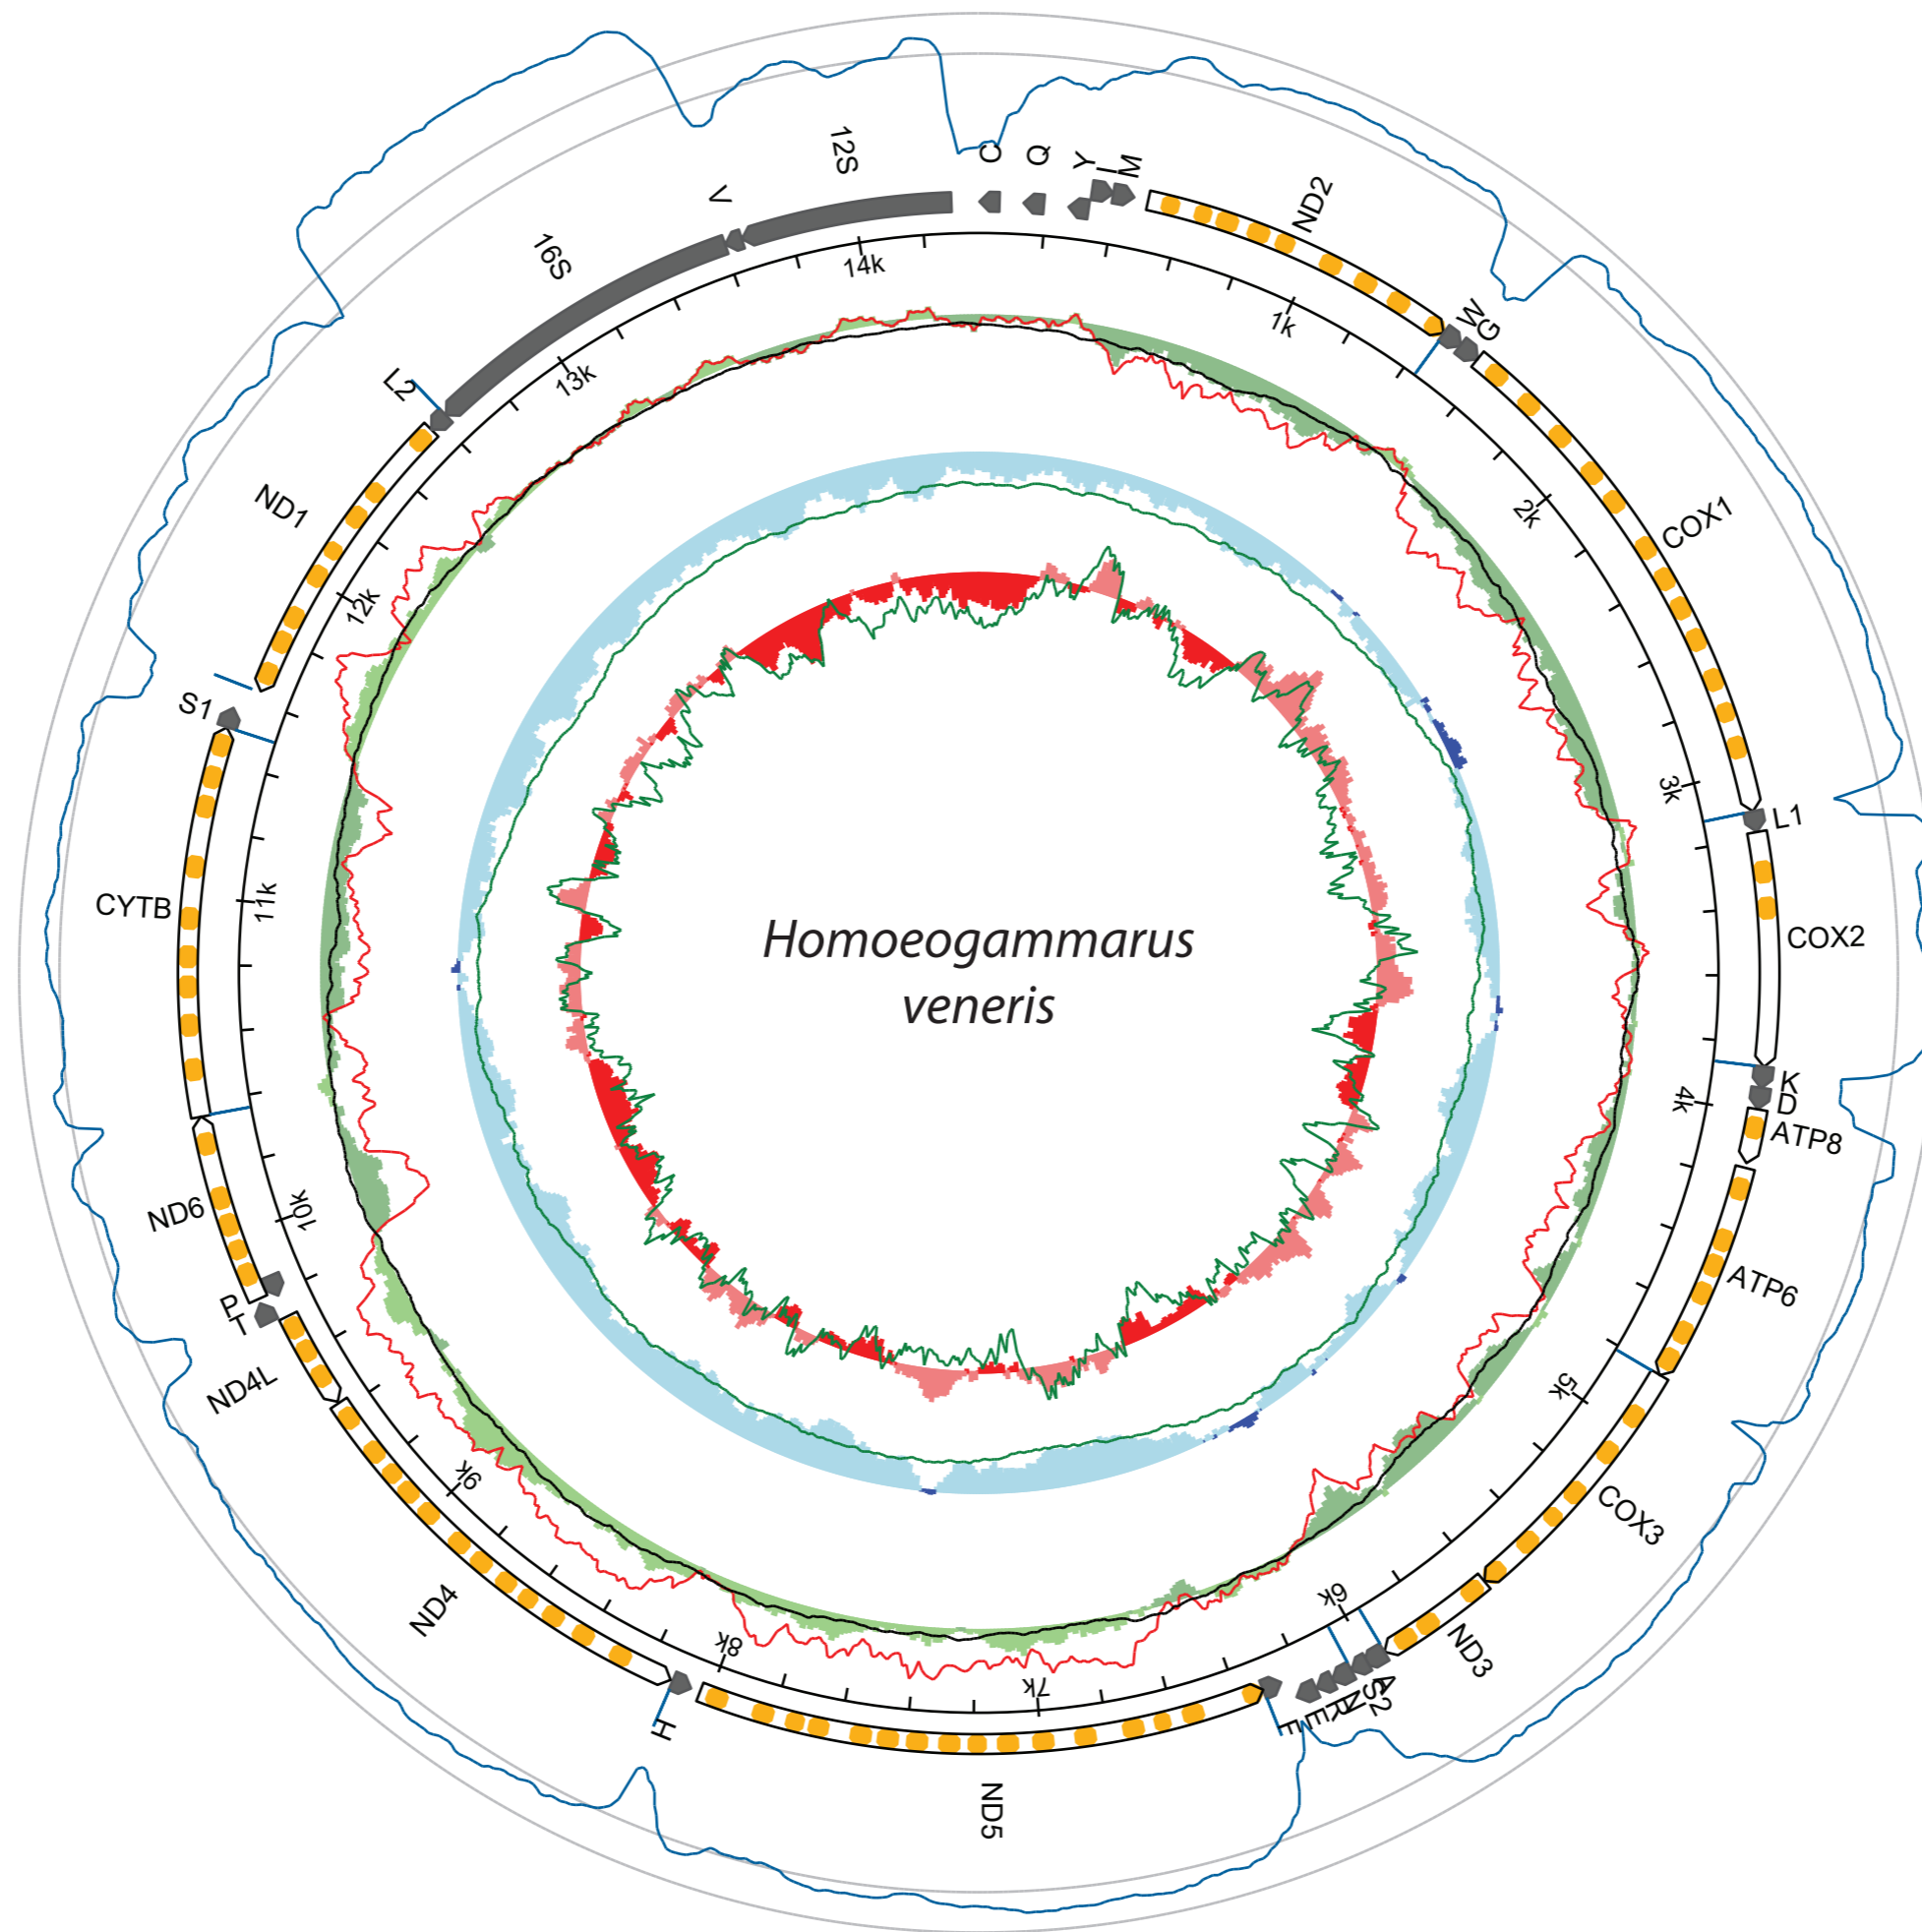 Homoeogammarus
veneris
C
Q
Y
I
M
ND2
W
G
COX1
L1
COX2
K
D
ATP8
ATP6
COX3
ND3
A
S2
N
R
E
F
ND5
H
ND4
ND4L
T
P
ND6
CYTB
S1
ND1
L2
16S
V
12S
1k
2k
3k
4k
5k
6k
7k
8k
9k
10k
11k
12k
13k
14k